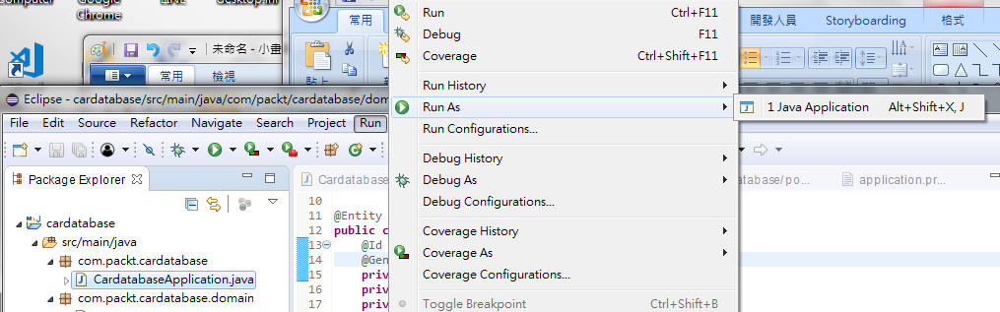 Google
Chrome
desktop.ini
未命名 - 小畫
常用
檢視
常用
貼上
開發人員
Storyboarding
格式
Eclipse - cardatabase/src/main/java/com/packt/cardatabase/dom
File Edit Source Refactor Navigate Search Project Run
Package Explorer
cardatabase
src/main/java
com.packt.cardatabase
CardatabaseApplication.java
com.packt.cardatabase.domain
Cardatabase
10
11 @Entity
12 public c
13 @Id
14 @Gen
15 priv
16 priv
17 priv
Run Ctrl+F11
Debug F11
Coverage Ctrl+Shift+F11
Run History
Run As
Run Configurations...
Debug History
Debug As
Debug Configurations...
Coverage History
Coverage As
Coverage Configurations...
Toggle Breakpoint Ctrl+Shift+B
1 Java Application Alt+Shift+X, J
atabase/po...
application.pr...